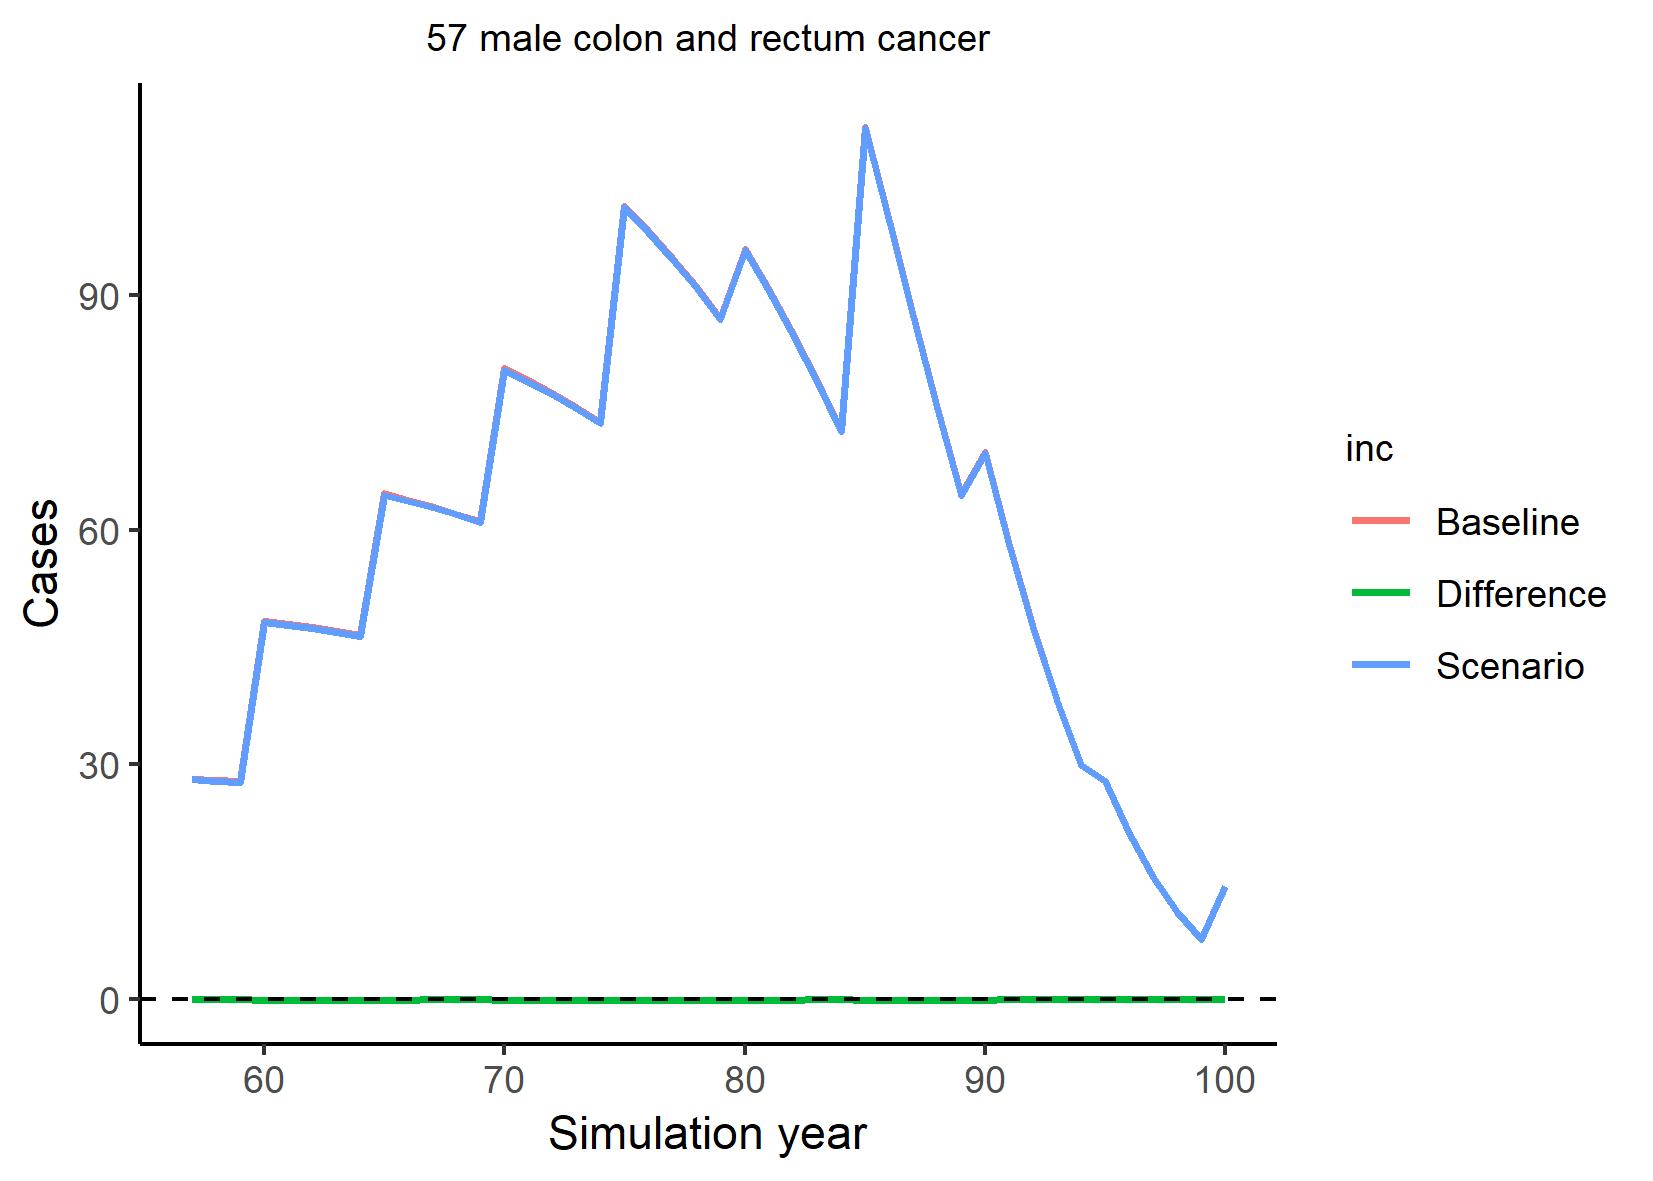 57 male colon and rectum cancer
Cases
90
60
30
0
60 70 80 90 100
Simulation year
inc
Baseline
Difference
Scenario